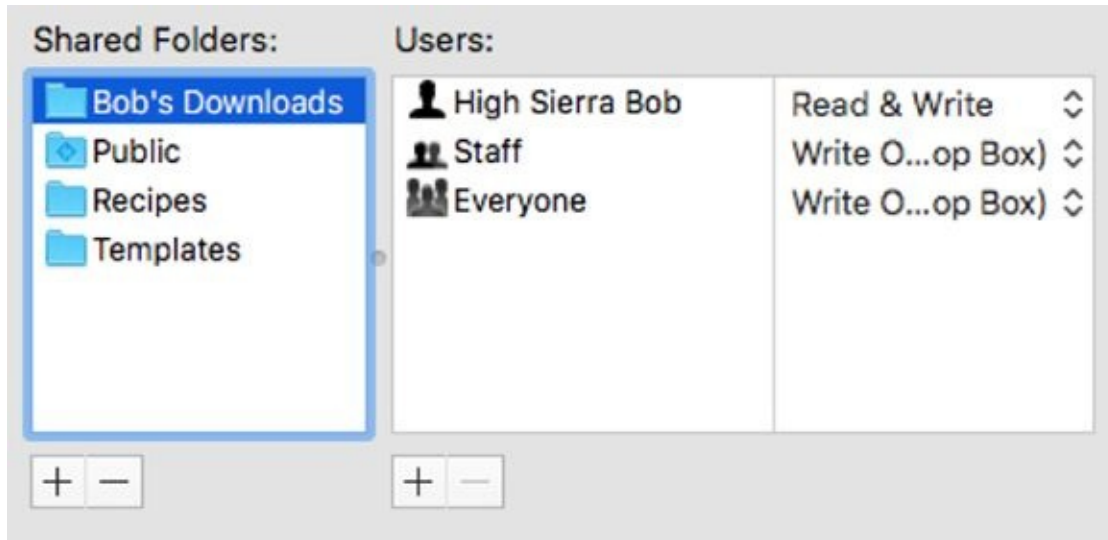 Shared Folders:
Users:
Bob's Downloads
Public
Recipes
Templates
High Sierra Bob
Staff
Everyone
Read & Write
Write O...op Box)
Write O...op Box)
+ −
+ −